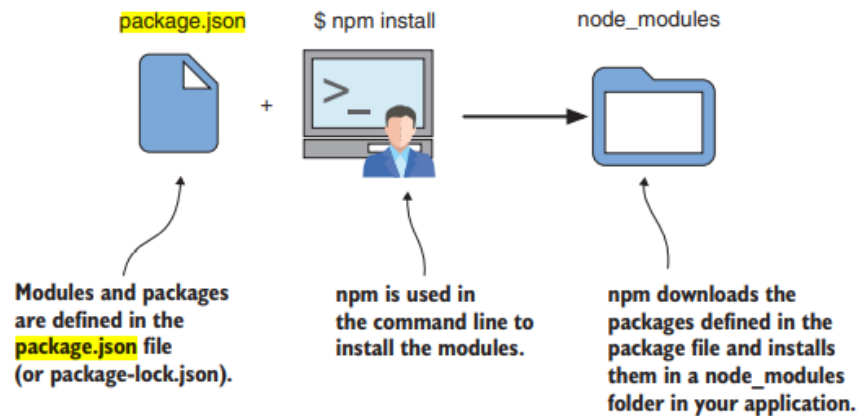 package.json
$ npm install
node_modules
+
>_
Modules and packages
are defined in the
package.json file
(or package-lock.json).
npm is used in
the command line to
install the modules.
npm downloads the
packages defined in the
package file and installs
them in a node_modules
folder in your application.